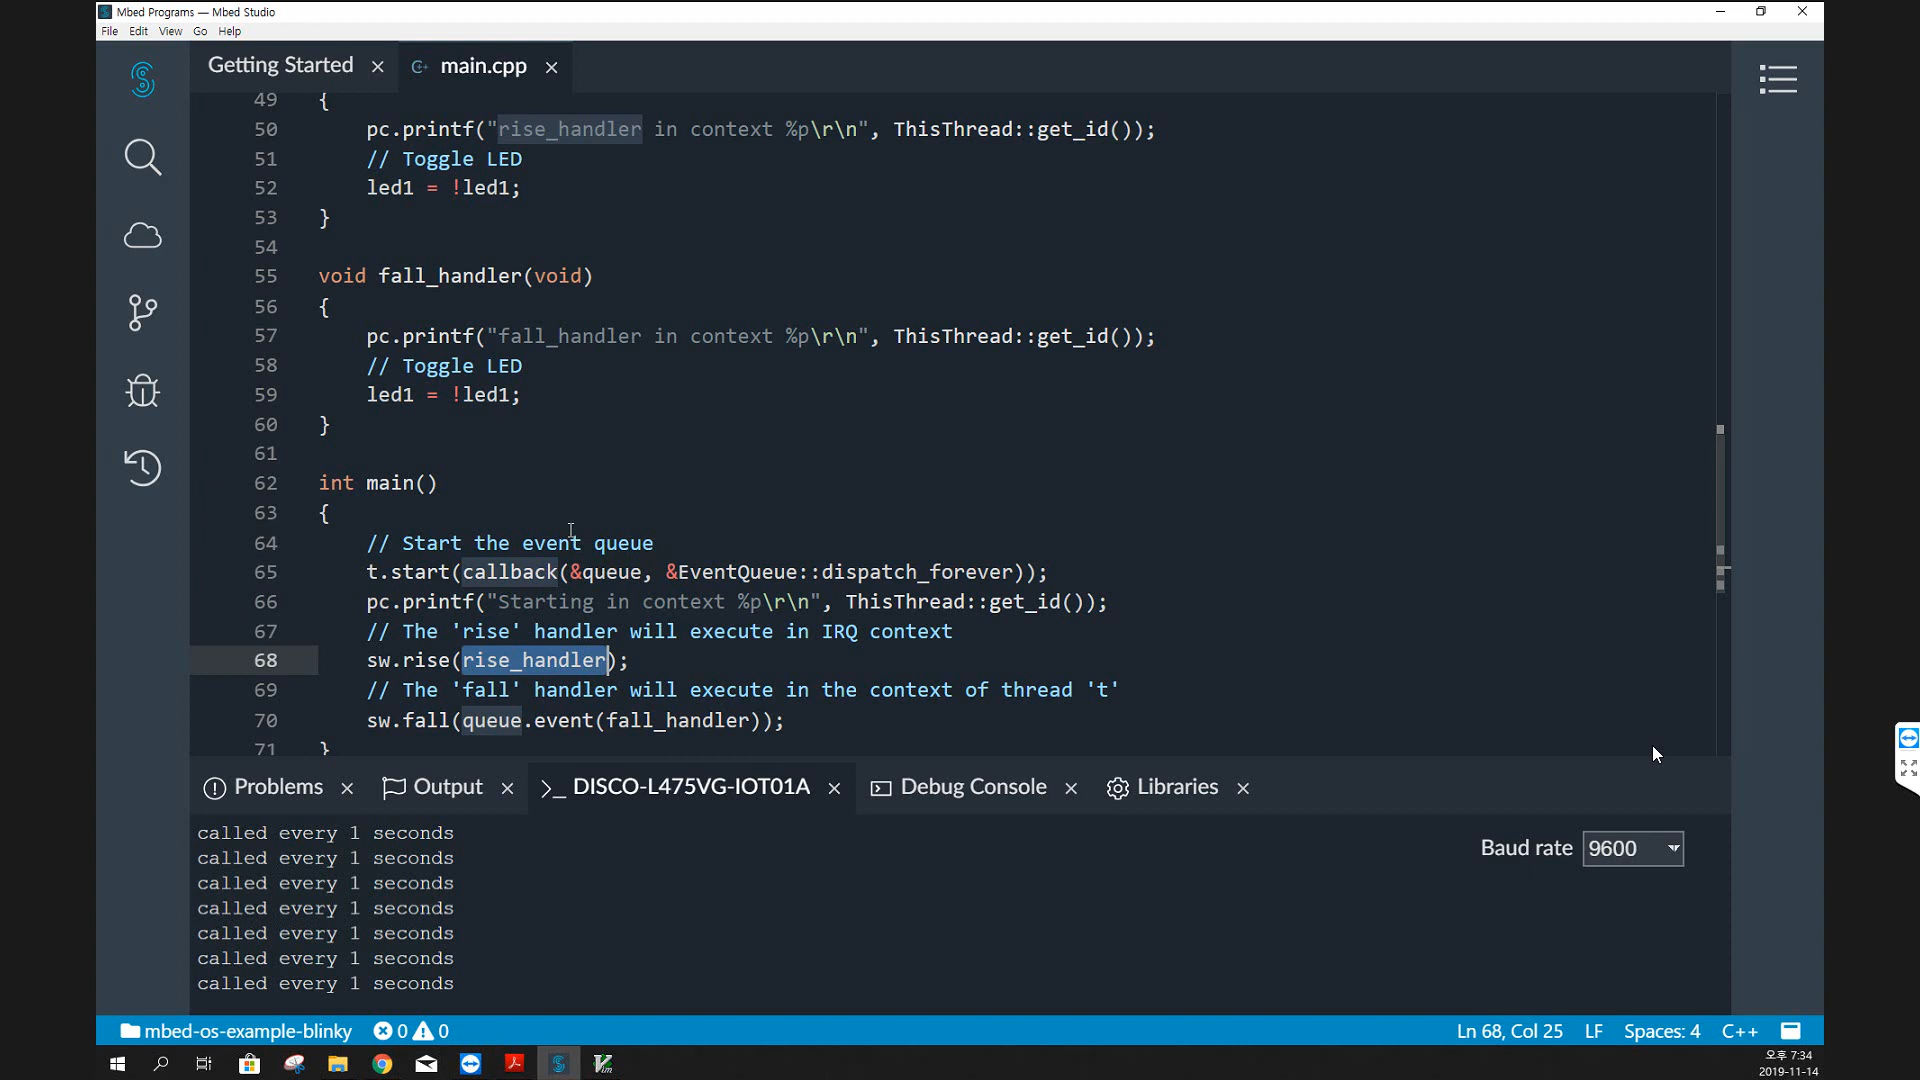 Mbed Programs — Mbed Studio
File Edit View Go Help
Getting Started × main.cpp ×
49 {
50 pc.printf("rise_handler in context %p\r\n", ThisThread::get_id());
51 // Toggle LED
52 led1 = !led1;
53 }
54
55 void fall_handler(void)
56 {
57 pc.printf("fall_handler in context %p\r\n", ThisThread::get_id());
58 // Toggle LED
59 led1 = !led1;
60 }
61
62 int main()
63 {
64 // Start the event queue
65 t.start(callback(&queue, &EventQueue::dispatch_forever));
66 pc.printf("Starting in context %p\r\n", ThisThread::get_id());
67 // The 'rise' handler will execute in IRQ context
68 sw.rise(rise_handler);
69 // The 'fall' handler will execute in the context of thread 't'
70 sw.fall(queue.event(fall_handler));
71 }
Problems × Output × DISCO-L475VG-IOT01A × Debug Console × Libraries ×
called every 1 seconds
Baud rate 9600
called every 1 seconds
called every 1 seconds
called every 1 seconds
called every 1 seconds
called every 1 seconds
called every 1 seconds
mbed-os-example-blinky 0 0 Ln 68, Col 25 LF Spaces: 4 C++
오후 7:34
2019-11-14